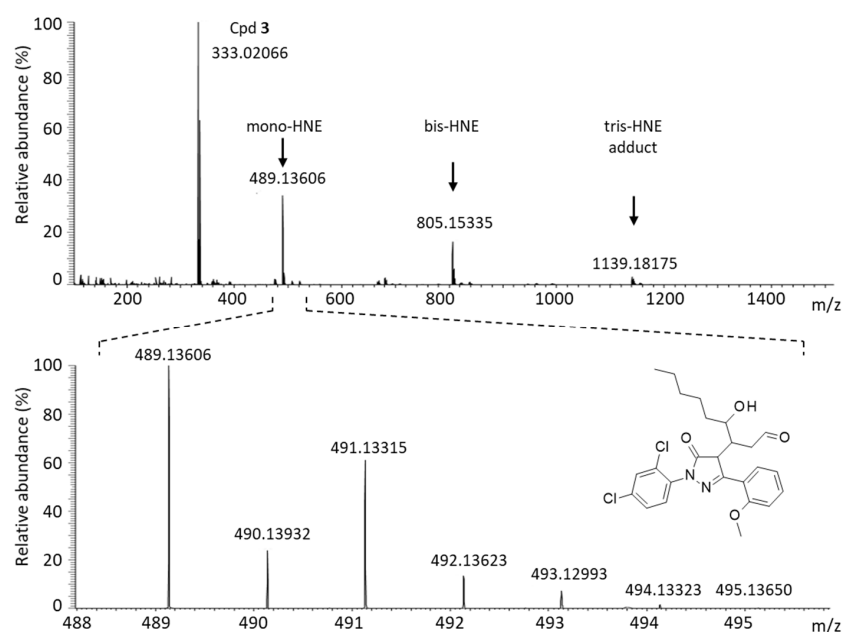 Relative abundance (%)
100
80
60
40
20
0
Cpd 3
333.02066
mono-HNE
489.13606
bis-HNE
805.15335
tris-HNE
adduct
1139.18175
200
400
600
800
1000
1200
1400
m/z
Relative abundance (%)
100
80
60
40
20
0
489.13606
490.13932
491.13315
492.13623
493.12993
494.13323
495.13650
OH
O
O
Cl
N
N
Cl
O
488
489
490
491
492
493
494
495
m/z